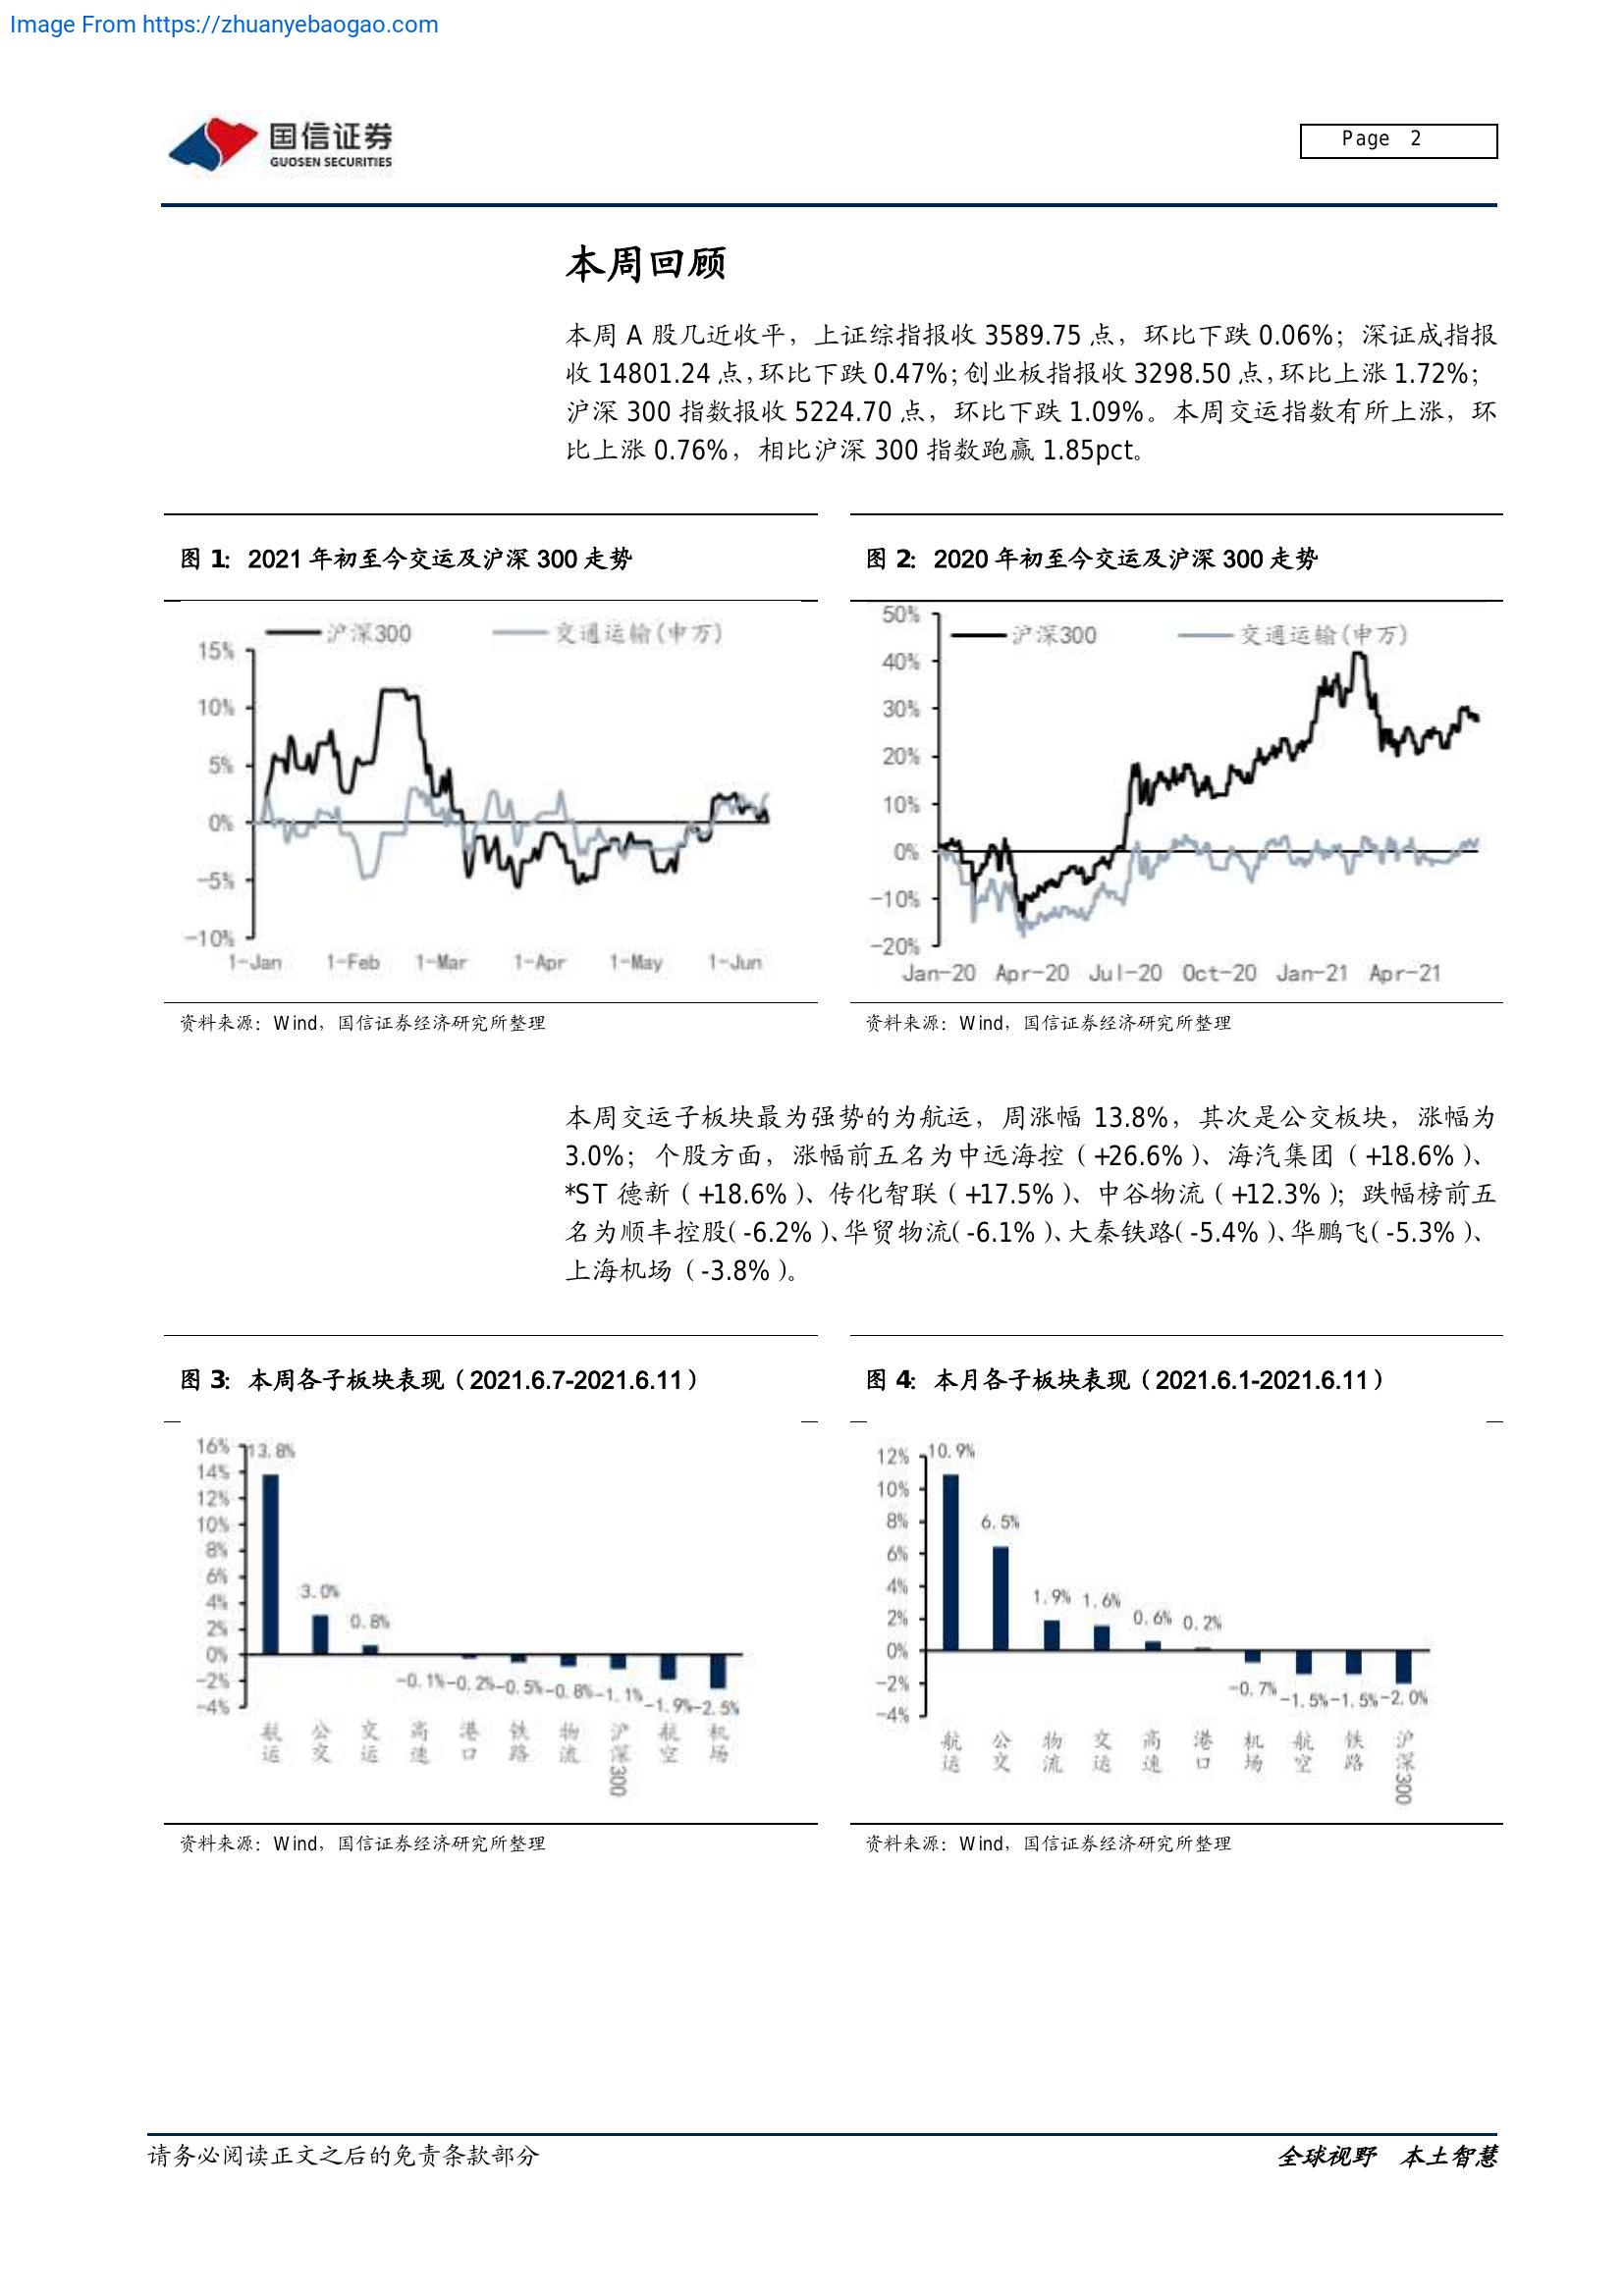 Image From https://zhuanyebaogao.com
国信证券
GUOSEN SECURITIES
Page 2
本周回顾
本周 A 股几近收平，上证综指报收 3589.75 点，环比下跌 0.06%；深证成指报
收 14801.24 点，环比下跌 0.47%；创业板指报收 3298.50 点，环比上涨 1.72%；
沪深 300 指数报收 5224.70 点，环比下跌 1.09%。本周交运指数有所上涨，环
比上涨 0.76%，相比沪深 300 指数跑赢 1.85pct。
图 1：2021 年初至今交运及沪深 300 走势
沪深300 交通运输(申万)
15%
10%
5%
0%
-5%
-10%
1-Jan 1-Feb 1-Mar 1-Apr 1-May 1-Jun
资料来源：Wind，国信证券经济研究所整理
图 2：2020 年初至今交运及沪深 300 走势
沪深300 交通运输(申万)
50%
40%
30%
20%
10%
0%
-10%
-20%
Jan-20 Apr-20 Jul-20 Oct-20 Jan-21 Apr-21
资料来源：Wind，国信证券经济研究所整理
本周交运子板块最为强势的为航运，周涨幅 13.8%，其次是公交板块，涨幅为
3.0%；个股方面，涨幅前五名为中远海控（+26.6%）、海汽集团（+18.6%）、
*ST 德新（+18.6%）、传化智联（+17.5%）、中谷物流（+12.3%）；跌幅榜前五
名为顺丰控股（-6.2%）、华贸物流（-6.1%）、大秦铁路（-5.4%）、华鹏飞（-5.3%）、
上海机场（-3.8%）。
图 3：本周各子板块表现（2021.6.7-2021.6.11）
16%
14%
12%
10%
8%
6%
4%
2%
0%
-2%
-4%
13.8% 3.0% 0.8% -0.1% -0.2% -0.5% -0.8% -1.1% -1.9% -2.5%
航运 公交 交运 高速 港口 铁路 物流 沪深300 航空 机场
资料来源：Wind，国信证券经济研究所整理
图 4：本月各子板块表现（2021.6.1-2021.6.11）
12%
10%
8%
6%
4%
2%
0%
-2%
-4%
10.9% 6.5% 1.9% 1.6% 0.6% 0.2% -0.7% -1.5% -1.5% -2.0%
航运 公交 物流 交运 高速 港口 机场 航空 铁路 沪深300
资料来源：Wind，国信证券经济研究所整理
请务必阅读正文之后的免责条款部分
全球视野 本土智慧